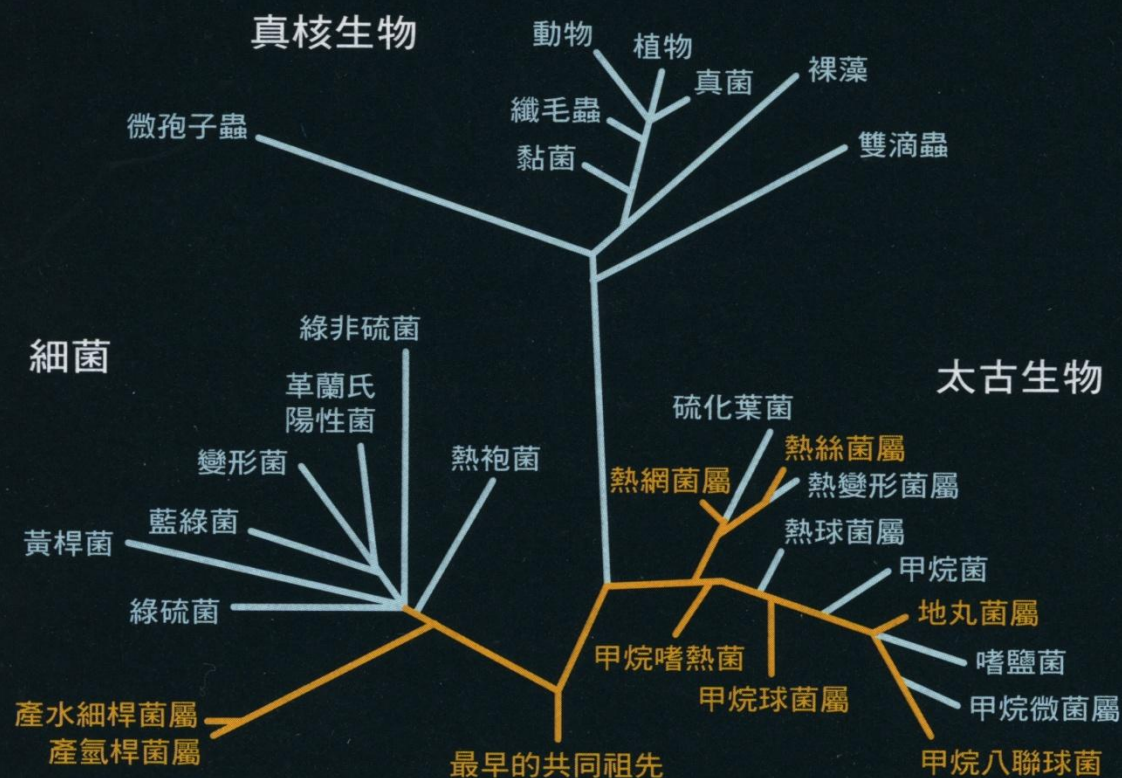 真核生物
動物
植物
真菌
裸藻
纖毛蟲
微孢子蟲
雙滴蟲
黏菌
綠非硫菌
細菌
太古生物
革蘭氏
陽性菌
硫化葉菌
變形菌
熱袍菌
熱絲菌屬
熱網菌屬
熱變形菌屬
藍綠菌
熱球菌屬
黃桿菌
甲烷菌
綠硫菌
地丸菌屬
甲烷嗜熱菌
嗜鹽菌
甲烷球菌屬
甲烷微菌屬
產水細桿菌屬
產氫桿菌屬
最早的共同祖先
甲烷八聯球菌